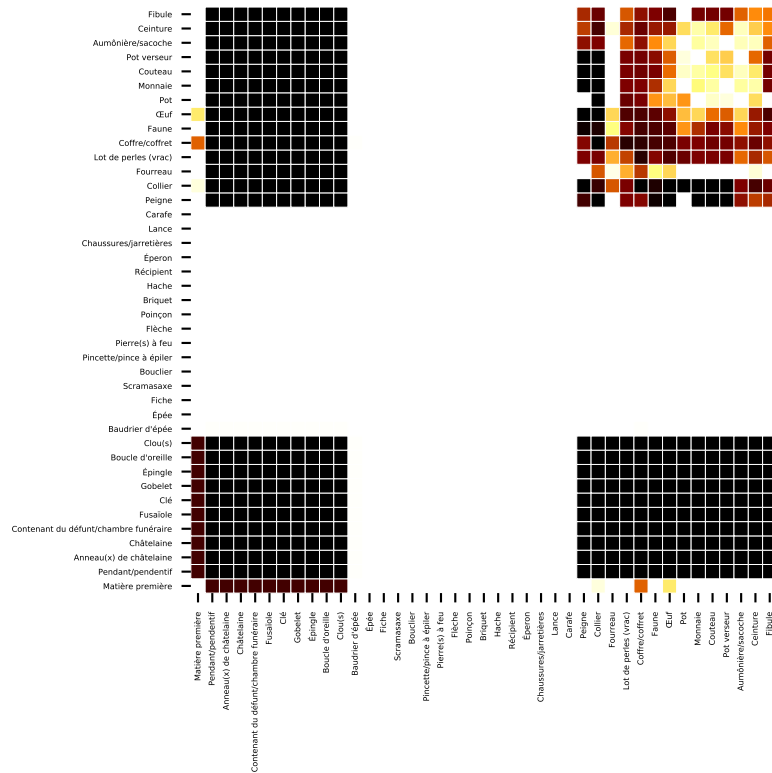 Fibule
Ceinture
Aumônière/sacoche
Pot verseur
Couteau
Monnaie
Pot
Œuf
Faune
Coffre/coffret
Lot de perles (vrac)
Fourreau
Collier
Peigne
Carafe
Lance
Chaussures/jarretières
Éperon
Récipient
Hache
Briquet
Poinçon
Flèche
Pierre(s) à feu
Pincette/pince à épiler
Bouclier
Scramasaxe
Fiche
Épée
Baudrier d'épée
Clou(s)
Boucle d'oreille
Épingle
Gobelet
Clé
Fusaïole
Contenant du défunt/chambre funéraire
Châtelaine
Anneau(x) de châtelaine
Pendant/pendentif
Matière première
Matière première
Pendant/pendentif
Anneau(x) de châtelaine
Châtelaine
Contenant du défunt/chambre funéraire
Fusaïole
Clé
Gobelet
Épingle
Boucle d'oreille
Clou(s)
Baudrier d'épée
Épée
Fiche
Scramasaxe
Bouclier
Pincette/pince à épiler
Pierre(s) à feu
Flèche
Poinçon
Briquet
Hache
Récipient
Éperon
Chaussures/jarretières
Lance
Carafe
Peigne
Collier
Fourreau
Lot de perles (vrac)
Coffre/coffret
Faune
Œuf
Pot
Monnaie
Couteau
Pot verseur
Aumônière/sacoche
Ceinture
Fibule